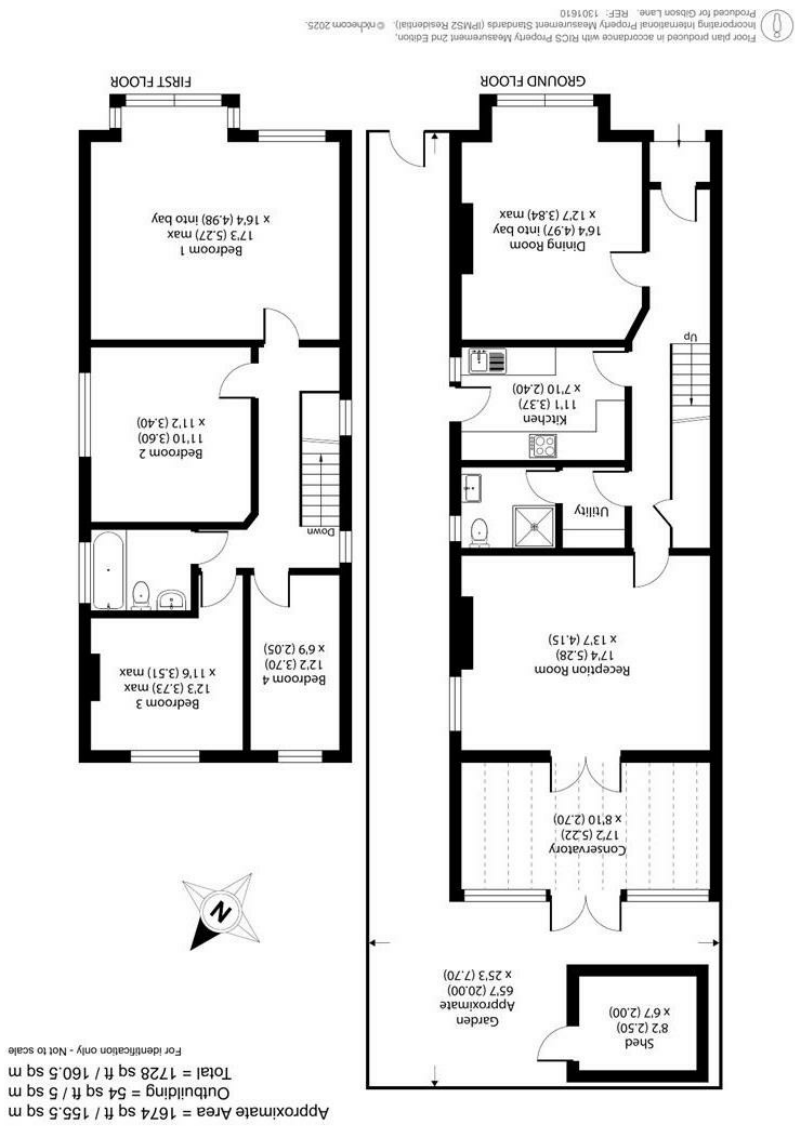 Approximate Area = 1674 sq ft / 155.5 sq m
Outbuilding = 54 sq ft / 5 sq m
Total = 1728 sq ft / 160.5 sq m
For identification only - Not to scale
Shed
8'2 (2.50)
x 6'7 (2.00)
Garden
Approximate
65'7 (20.00)
x 25'3 (7.70)
N
Conservatory
17'2 (5.22)
x 8'10 (2.70)
Reception Room
17'4 (5.28)
x 13'7 (4.15)
Utility
Kitchen
11'1 (3.37)
x 7'10 (2.40)
Up
Dining Room
16'4 (4.97) into bay
x 12'7 (3.84) max
GROUND FLOOR
Bedroom 4
12'2 (3.70)
x 6'9 (2.05)
Bedroom 3
12'3 (3.73) max
x 11'6 (3.51) max
Down
Bedroom 2
11'10 (3.60)
x 11'2 (3.40)
Bedroom 1
17'3 (5.27) max
x 16'4 (4.98) into bay
FIRST FLOOR
Floor plan produced in accordance with RICS Property Measurement 2nd Edition,
Incorporating International Property Measurement Standards (IPMS2 Residential). ©nichecom 2025.
Produced for Gibson Lane. REF: 1301610